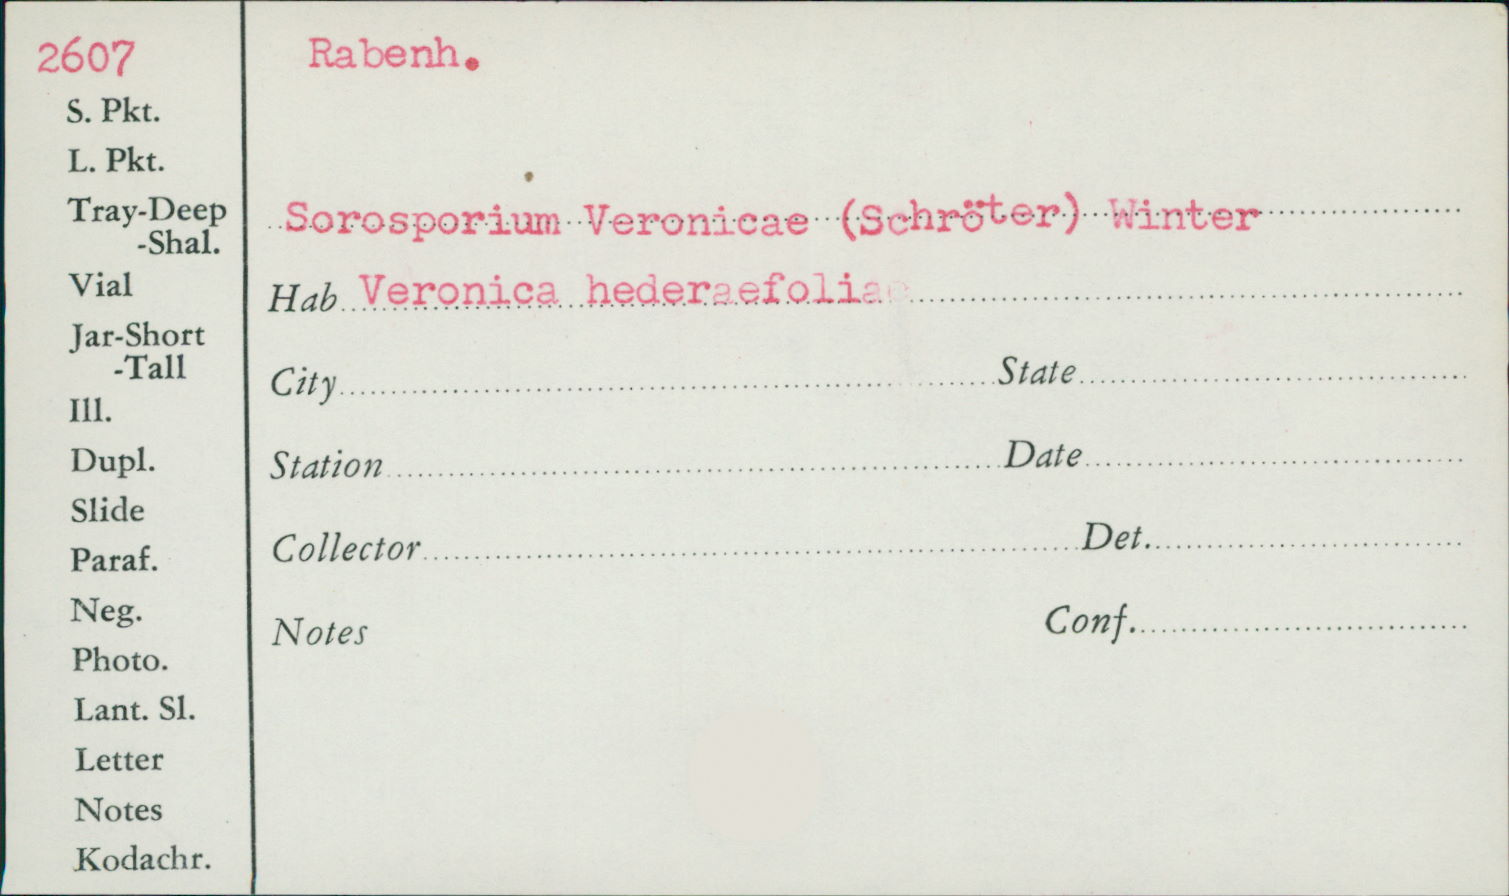 2607
S. Pkt.
L. Pkt.
Tray-Deep
-Shal.
Vial
Jar-Short
-Tall
Ill.
Dupl.
Slide
Paraf.
Neg.
Photo.
Lant. Sl.
Letter
Notes
Kodachr.
Rabenh.
Sorosporium Veronicae (Schröter) Winter
Hab Veronica hederaefoliae
City State
Station Date
Collector Det.
Notes Conf.